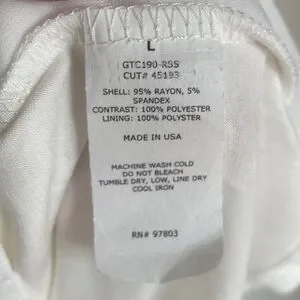 L
GTC190-RSS
CUT# 45193
SHELL: 95% RAYON, 5%
SPANDEX
CONTRAST: 100% POLYESTER
LINING: 100% POLYESTER
MADE IN USA
MACHINE WASH COLD
DO NOT BLEACH
TUMBLE DRY, LOW, LINE DRY
COOL IRON
RN# 97803